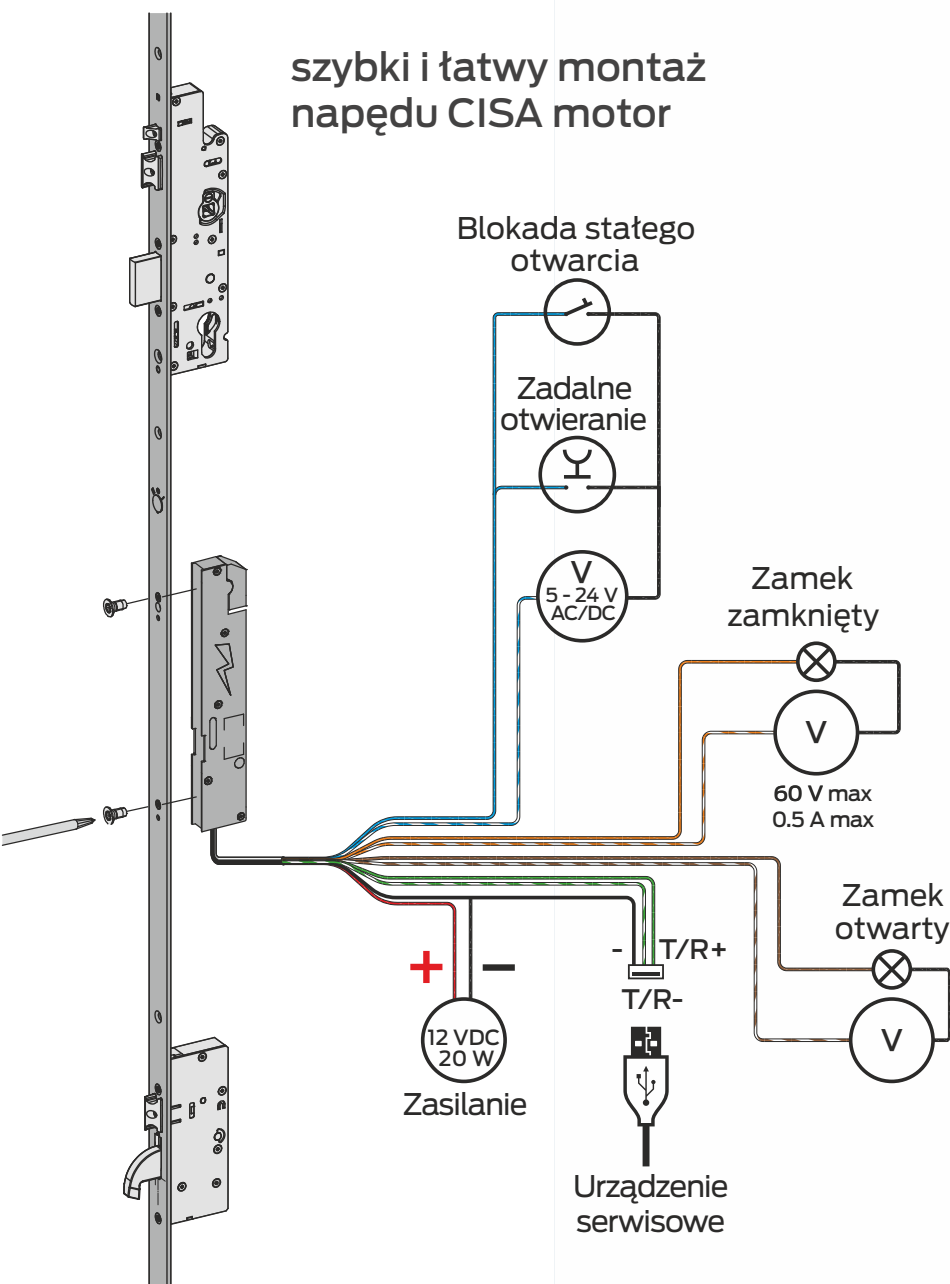 szybki i łatwy montaż
napędu CISA motor
Blokada stałego
otwarcia
Zadalne
otwieranie
V
5 - 24 V
AC/DC
Zamek
zamknięty
V
60 V max
0.5 A max
Zamek
otwarty
V
- T/R+
T/R-
+ −
12 VDC
20 W
Zasilanie
Urządzenie
serwisowe